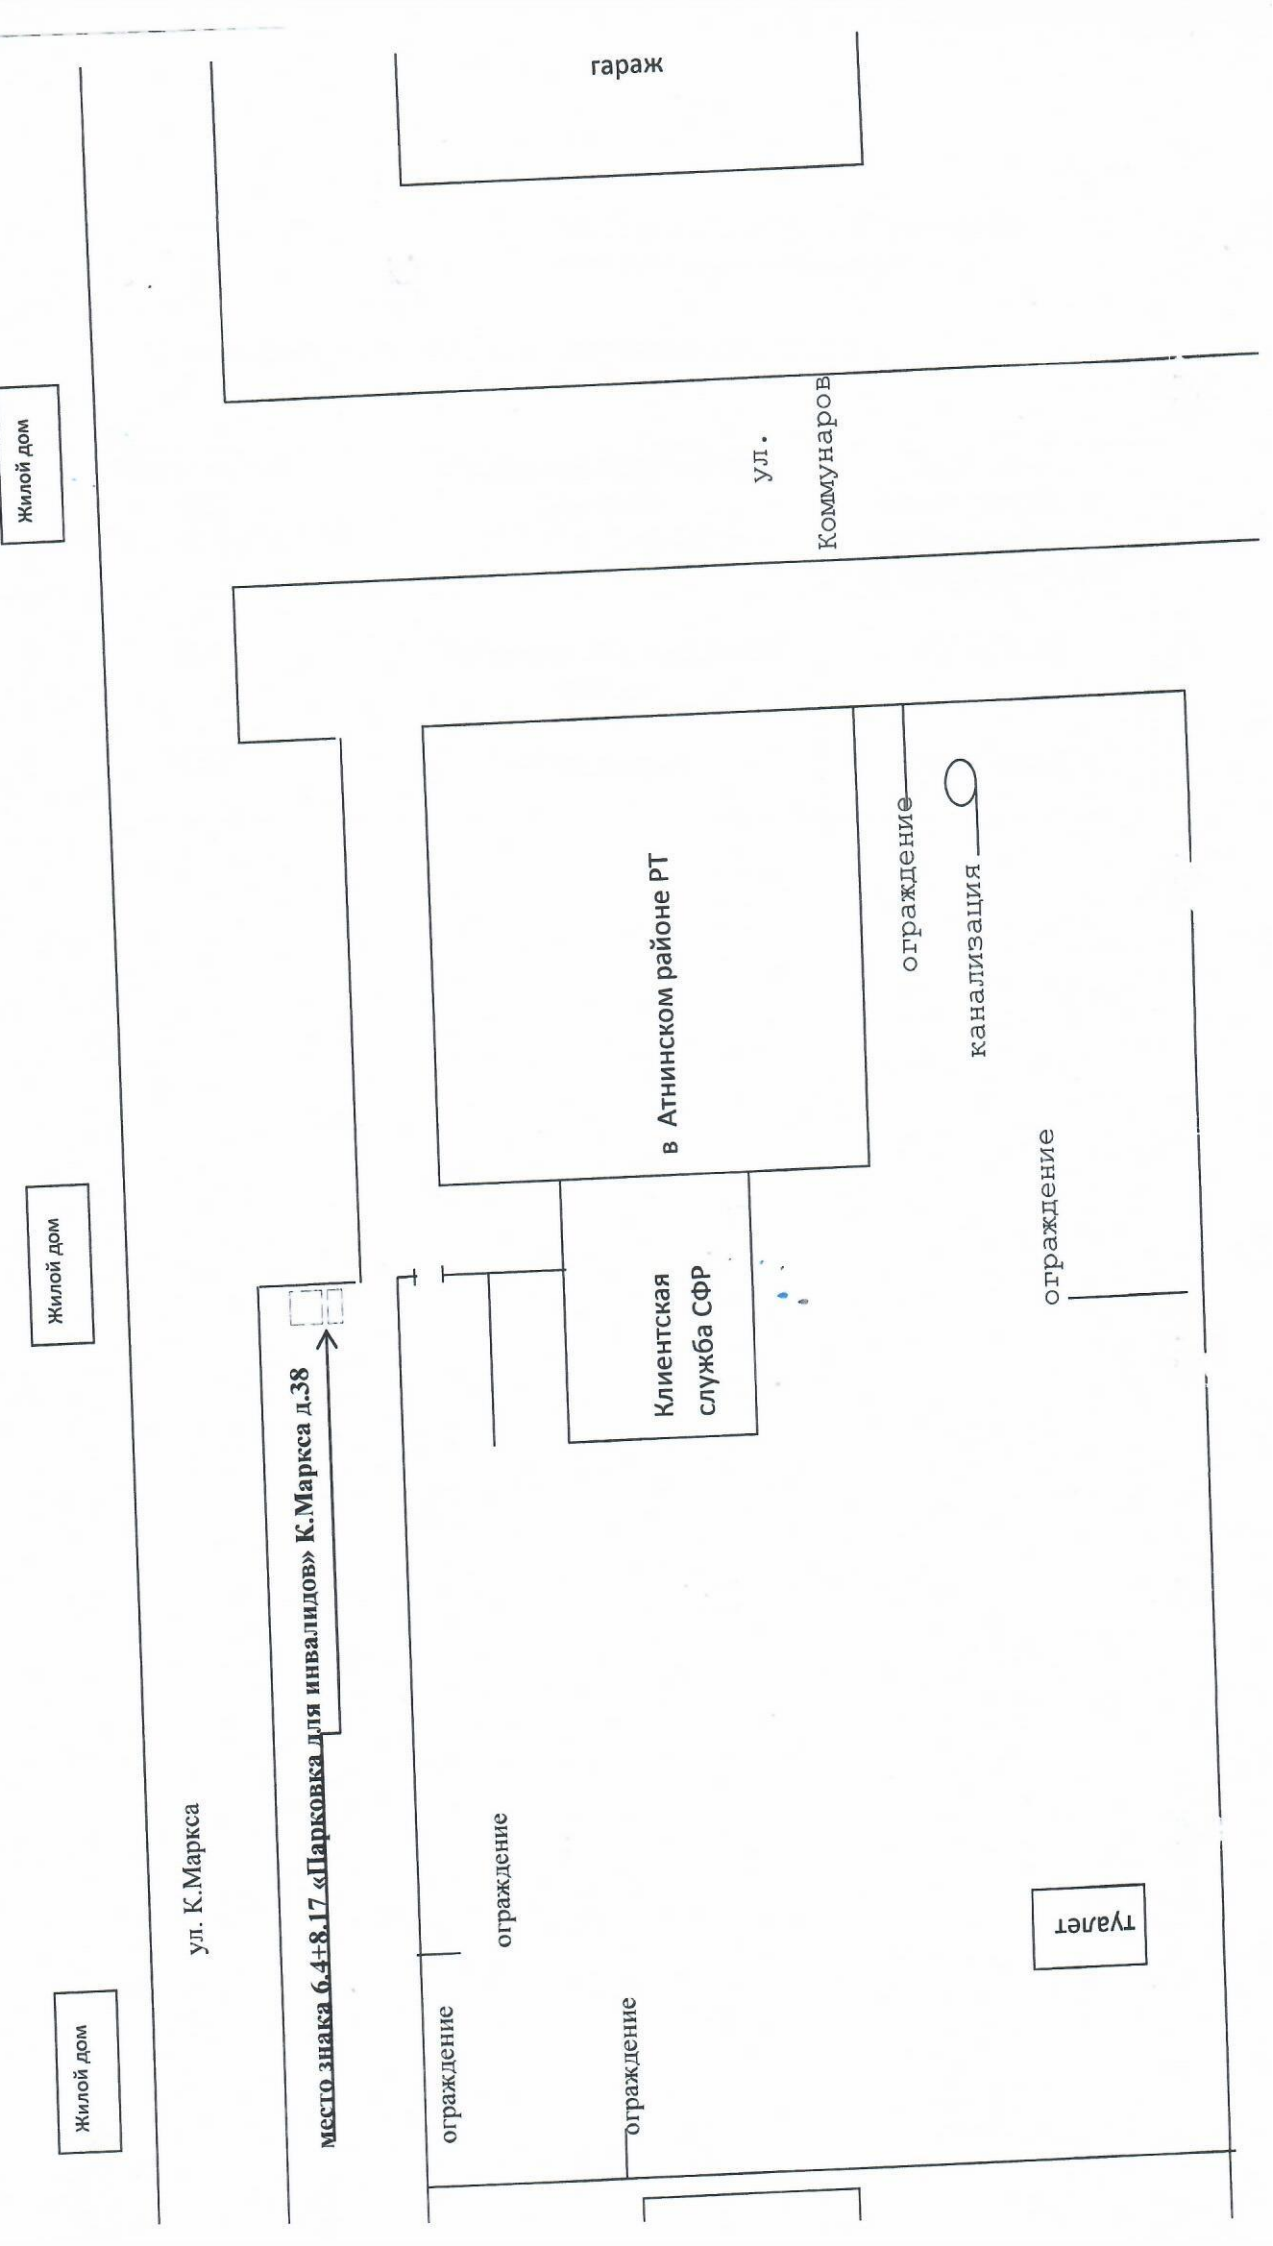 Жилой дом
Жилой дом
Жилой дом
ул. К.Маркса
место знака 6.4+8.17 «Парковка для инвалидов» К.Маркса д.38
ограждение
ограждение
ограждение
Клиентская
служба СФР
в Атнинском районе РТ
гараж
ул.
Коммунаров
ограждение
канализация
ограждение
туалет